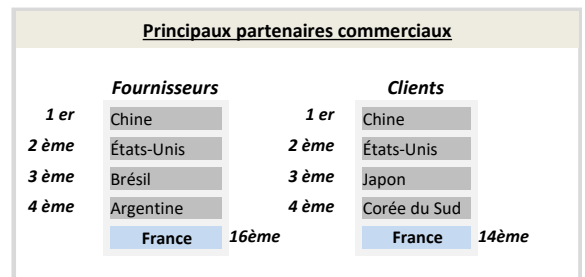 Principaux partenaires commerciaux
Fournisseurs Clients
1 er Chine 1 er Chine
2 ème États-Unis 2 ème États-Unis
3 ème Brésil 3 ème Japon
4 ème Argentine 4 ème Corée du Sud
France 16ème France 14ème